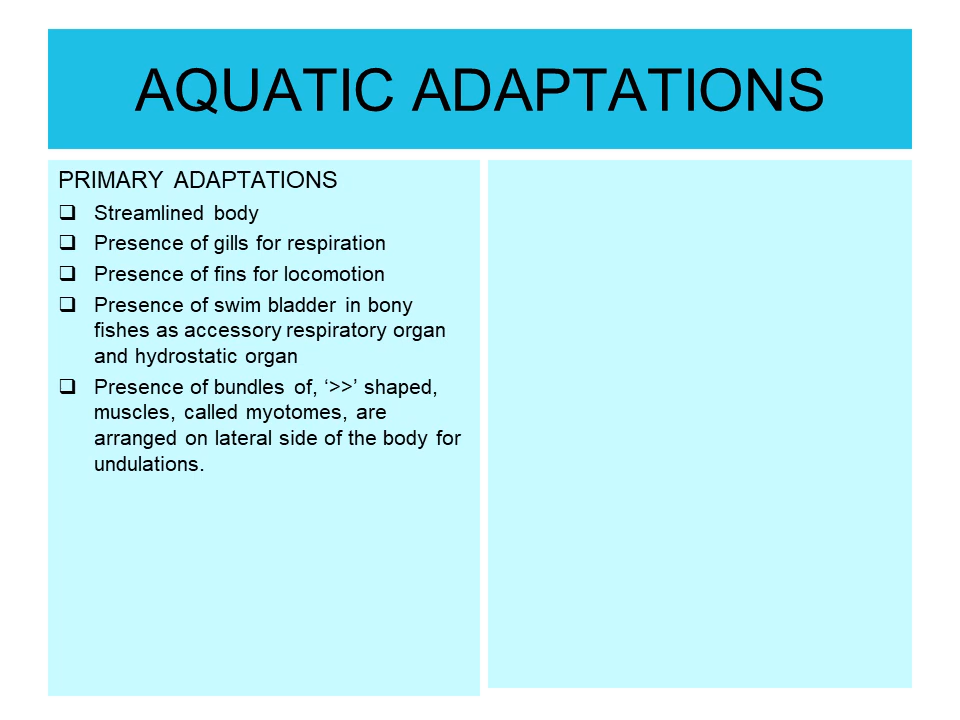 AQUATIC ADAPTATIONS
PRIMARY ADAPTATIONS
❑ Streamlined body
❑ Presence of gills for respiration
❑ Presence of fins for locomotion
❑ Presence of swim bladder in bony
fishes as accessory respiratory organ
and hydrostatic organ
❑ Presence of bundles of, ‘>>’ shaped,
muscles, called myotomes, are
arranged on lateral side of the body for
undulations.